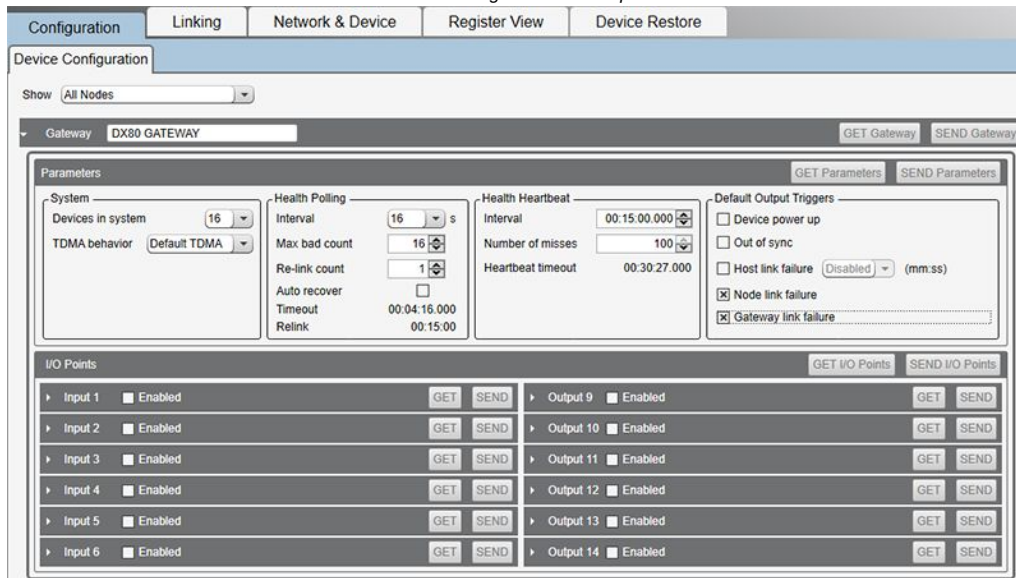 Configuration Linking Network & Device Register View Device Restore
Device Configuration
Show All Nodes
Gateway DX80 GATEWAY GET Gateway SEND Gateway
Parameters GET Parameters SEND Parameters
System Health Polling Health Heartbeat Default Output Triggers
Devices in system 16 Interval 16 s Interval 00:15:00.000 Device power up
TDMA behavior Default TDMA Max bad count 16 Number of misses 100 Out of sync
Re-link count 1 Heartbeat timeout 00:30:27.000 Host link failure Disabled (mm:ss)
Auto recover Node link failure
Timeout 00:04:16.000 Gateway link failure
Relink 00:15:00
I/O Points GET I/O Points SEND I/O Points
Input 1 Enabled GET SEND Output 9 Enabled GET SEND
Input 2 Enabled GET SEND Output 10 Enabled GET SEND
Input 3 Enabled GET SEND Output 11 Enabled GET SEND
Input 4 Enabled GET SEND Output 12 Enabled GET SEND
Input 5 Enabled GET SEND Output 13 Enabled GET SEND
Input 6 Enabled GET SEND Output 14 Enabled GET SEND